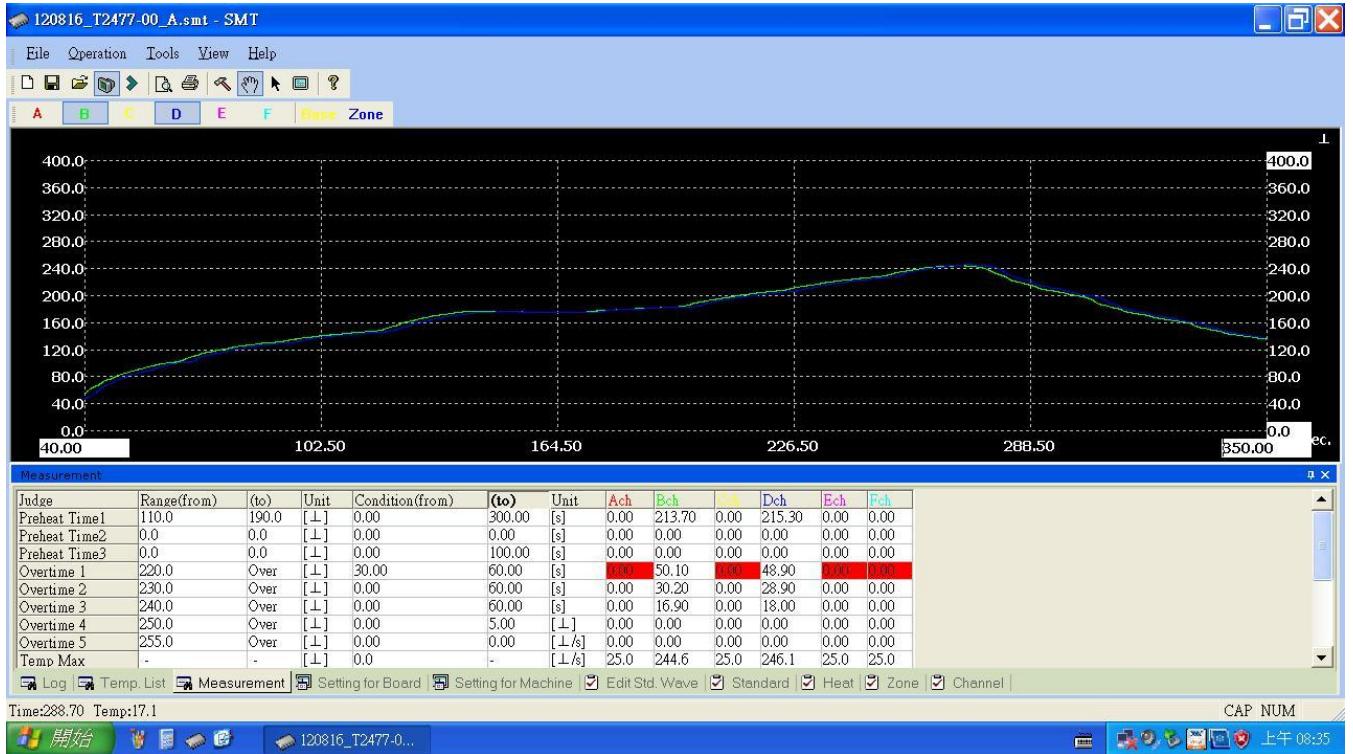 120816_T2477-00_A.smt - SMT
File Operation Tools View Help
A B C D E F Base Zone
⊥
400.0 400.0
360.0 360.0
320.0 320.0
280.0 280.0
240.0 240.0
200.0 200.0
160.0 160.0
120.0 120.0
80.0 80.0
40.0 40.0
0.0 0.0
40.00 102.50 164.50 226.50 288.50 350.00 ec.
Measurement
Judge Range(from) (to) Unit Condition(from) (to) Unit Ach Bch Cch Dch Ech Fch
Preheat Time1 110.0 190.0 [⊥] 0.00 300.00 [s] 0.00 213.70 0.00 215.30 0.00 0.00
Preheat Time2 0.0 0.0 [⊥] 0.00 0.00 [s] 0.00 0.00 0.00 0.00 0.00 0.00
Preheat Time3 0.0 0.0 [⊥] 0.00 100.00 [s] 0.00 0.00 0.00 0.00 0.00 0.00
Overtime 1 220.0 Over [⊥] 30.00 60.00 [s] 0.00 50.10 0.00 48.90 0.00 0.00
Overtime 2 230.0 Over [⊥] 0.00 60.00 [s] 0.00 30.20 0.00 28.90 0.00 0.00
Overtime 3 240.0 Over [⊥] 0.00 60.00 [s] 0.00 16.90 0.00 18.00 0.00 0.00
Overtime 4 250.0 Over [⊥] 0.00 5.00 [⊥] 0.00 0.00 0.00 0.00 0.00 0.00
Overtime 5 255.0 Over [⊥] 0.00 0.00 [⊥/s] 0.00 0.00 0.00 0.00 0.00 0.00
Temp Max - - [⊥] 0.0 - [⊥/s] 25.0 244.6 25.0 246.1 25.0 25.0
Log Temp. List Measurement Setting for Board Setting for Machine Edit Std. Wave Standard Heat Zone Channel
Time:288.70 Temp:17.1 CAP NUM
開始 120816_T2477-0... 上午 08:35